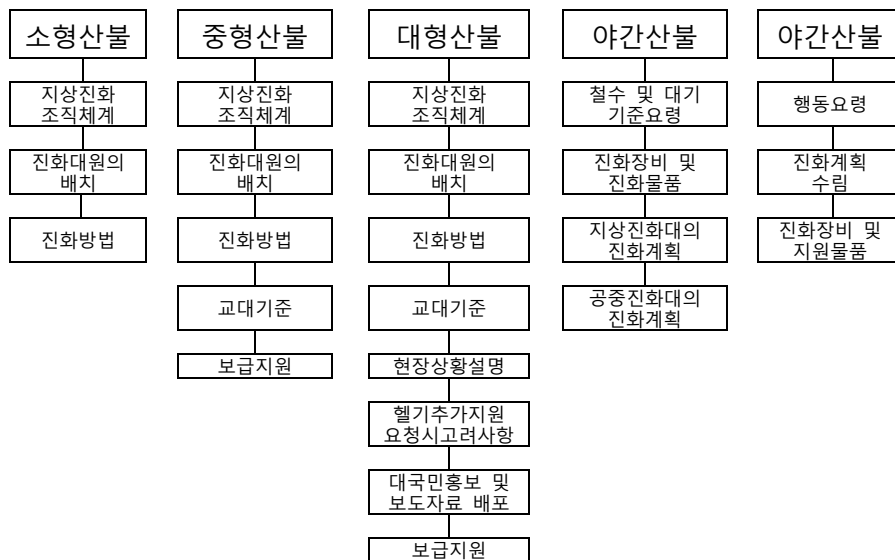 소형산불
지상진화
조직체계
진화대원의
배치
진화방법
중형산불
지상진화
조직체계
진화대원의
배치
진화방법
교대기준
보급지원
대형산불
지상진화
조직체계
진화대원의
배치
진화방법
교대기준
현장상황설명
헬기추가지원
요청시고려사항
대국민홍보 및
보도자료 배포
보급지원
야간산불
철수 및 대기
기준요령
진화장비 및
진화물품
지상진화대의
진화계획
공중진화대의
진화계획
야간산불
행동요령
진화계획
수림
진화장비 및
지원물품